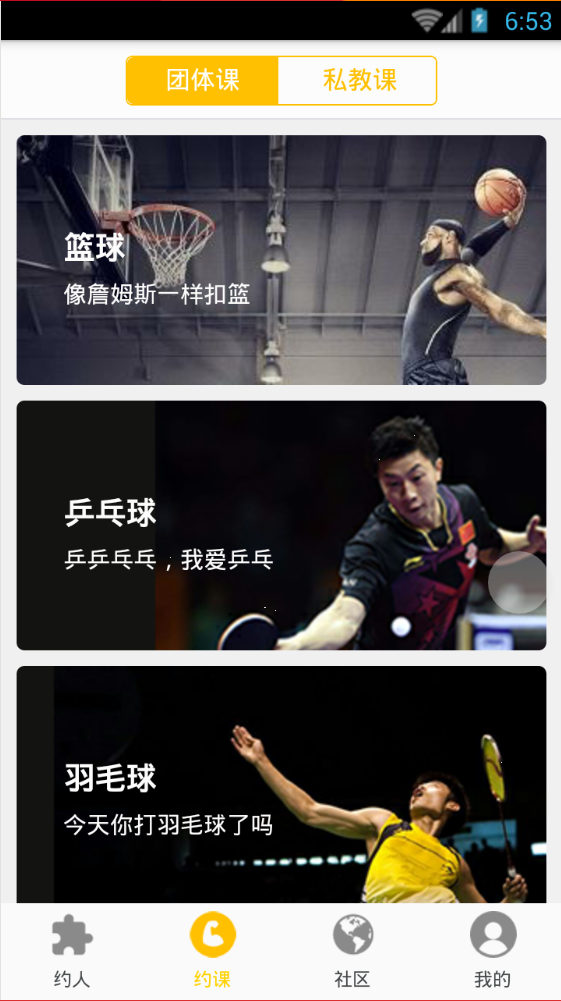 6:53
团体课
私教课
篮球
像詹姆斯一样扣篮
乒乓球
乒乒乓乓，我爱乒乓
羽毛球
今天你打羽毛球了吗
约人
约课
社区
我的